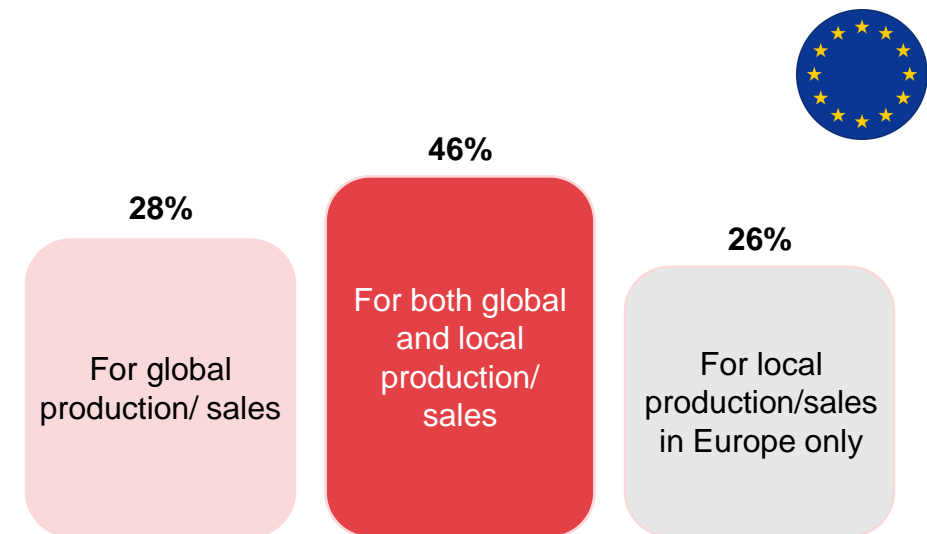 28%
For global
production/ sales
46%
For both global
and local
production/
sales
26%
For local
production/sales
in Europe only